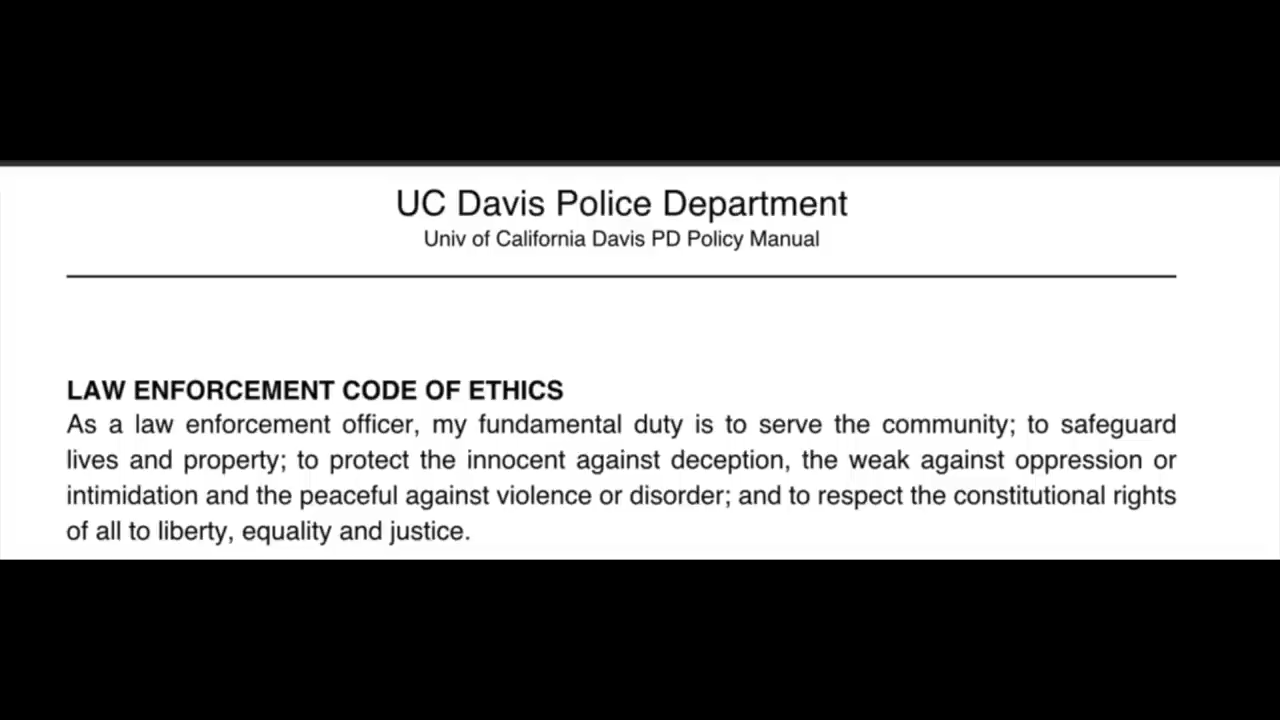 UC Davis Police Department
Univ of California Davis PD Policy Manual
LAW ENFORCEMENT CODE OF ETHICS
As a law enforcement officer, my fundamental duty is to serve the community; to safeguard
lives and property; to protect the innocent against deception, the weak against oppression or
intimidation and the peaceful against violence or disorder; and to respect the constitutional rights
of all to liberty, equality and justice.